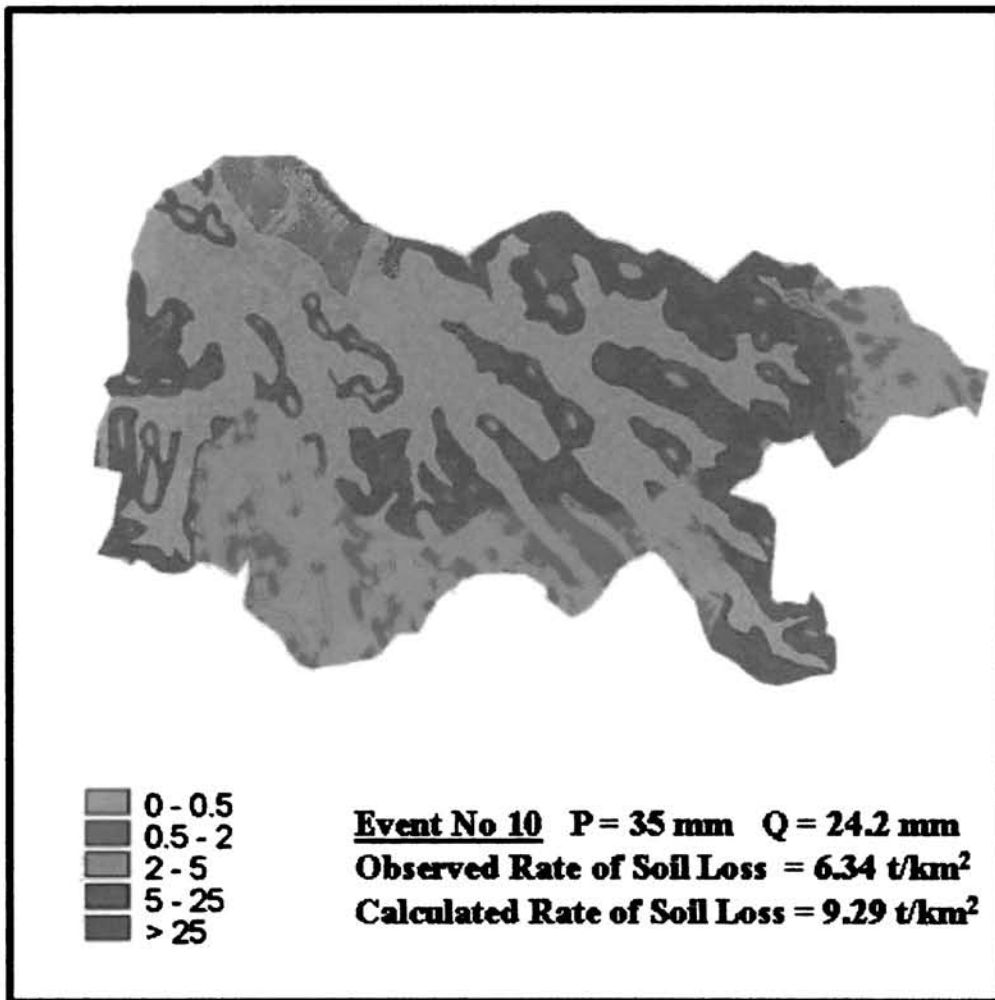 0 - 0.5
0.5 - 2
2 - 5
5 - 25
> 25
Event No 10 P = 35 mm Q = 24.2 mm
Observed Rate of Soil Loss = 6.34 t/km²
Calculated Rate of Soil Loss = 9.29 t/km²